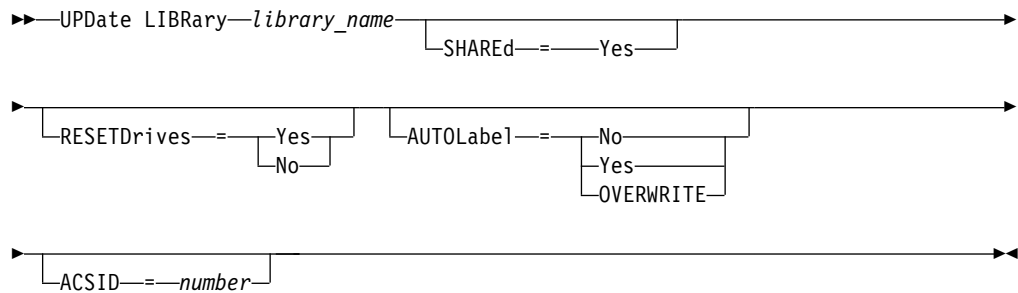 UPDate LIBRary library_name
SHAREd = Yes
RESETDrives = Yes
No
AUTOLabel = No
Yes
OVERWRITE
ACSID = number